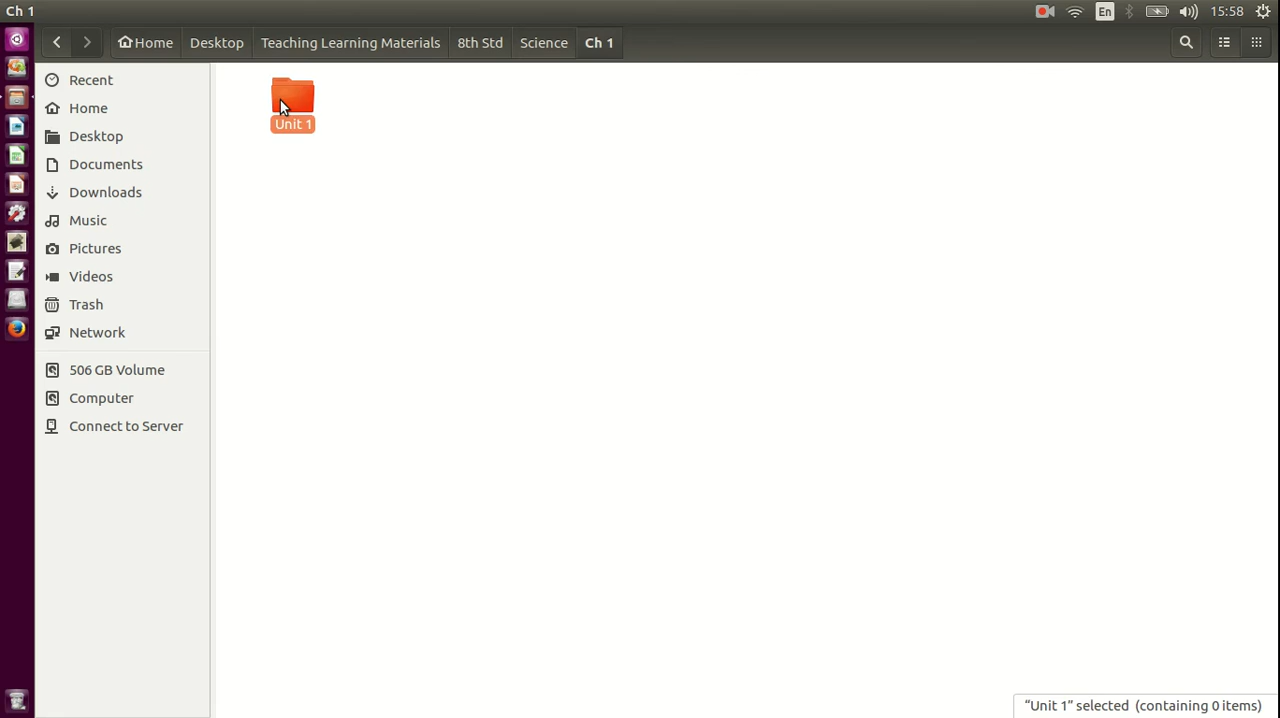 Ch 1
En
15:58
Home Desktop Teaching Learning Materials 8th Std Science Ch 1
Recent
Home
Desktop
Documents
Downloads
Music
Pictures
Videos
Trash
Network
506 GB Volume
Computer
Connect to Server
Unit 1
“Unit 1” selected (containing 0 items)